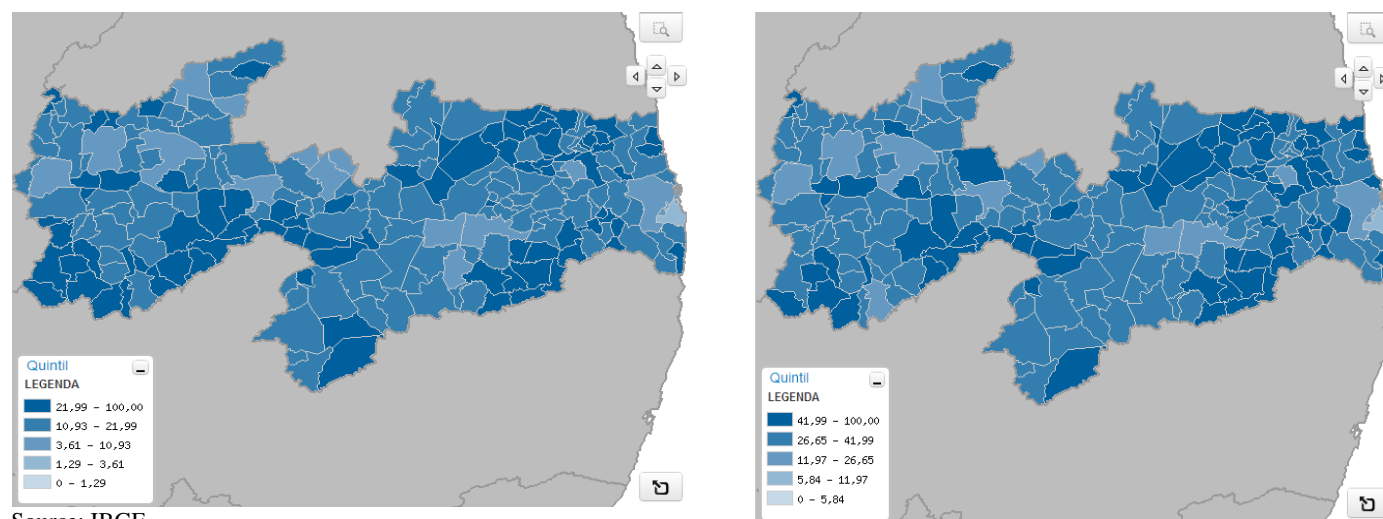 Quintil
LEGENDA
21,99 – 100,00
10,93 – 21,99
3,61 – 10,93
1,29 – 3,61
0 – 1,29
Source: IBGE
Quintil
LEGENDA
41,99 – 100,00
26,65 – 41,99
11,97 – 26,65
5,84 – 11,97
0 – 5,84